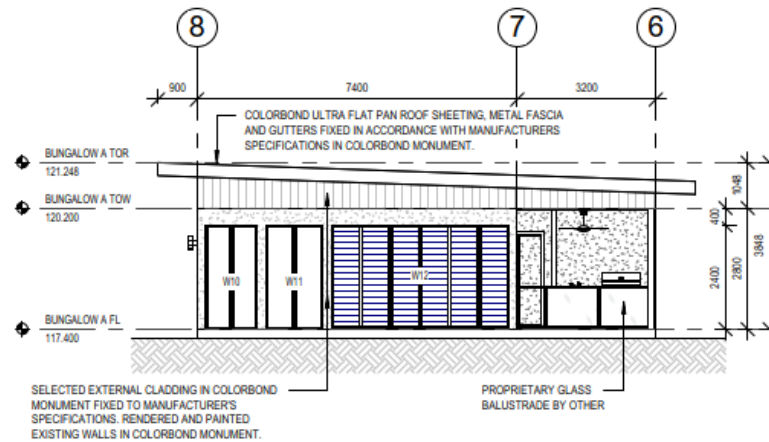 8
7
6
900
7400
3200
COLORBOND ULTRA FLAT PAN ROOF SHEETING, METAL FASCIA
AND GUTTERS FIXED IN ACCORDANCE WITH MANUFACTURERS
SPECIFICATIONS IN COLORBOND MONUMENT.
BUNGALOW A TOR
121.248
BUNGALOW A TOW
120.200
1048
400
2400
2800
3848
W10
W11
W12
BUNGALOW A FL
117.400
SELECTED EXTERNAL CLADDING IN COLORBOND
MONUMENT FIXED TO MANUFACTURER'S
SPECIFICATIONS. RENDERED AND PAINTED
EXISTING WALLS IN COLORBOND MONUMENT.
PROPRIETARY GLASS
BALUSTRADE BY OTHER